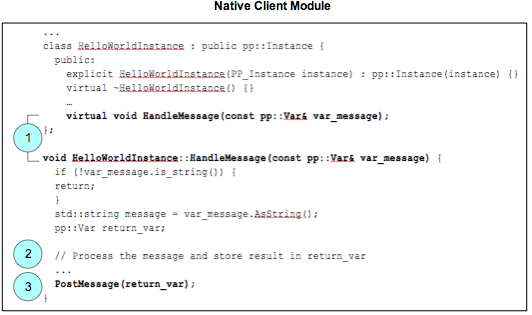 Native Client Module
...
class HelloWorldInstance : public pp::Instance {
public:
explicit HelloWorldInstance(PP_Instance instance) : pp::Instance(instance) {}
virtual ~HelloWorldInstance() {}
…
virtual void HandleMessage(const pp::Var& var_message);
};
1
void HelloWorldInstance::HandleMessage(const pp::Var& var_message) {
if (!var_message.is_string()) {
return;
}
std::string message = var_message.AsString();
pp::Var return_var;
2
// Process the message and store result in return_var
...
3
PostMessage(return_var);
}